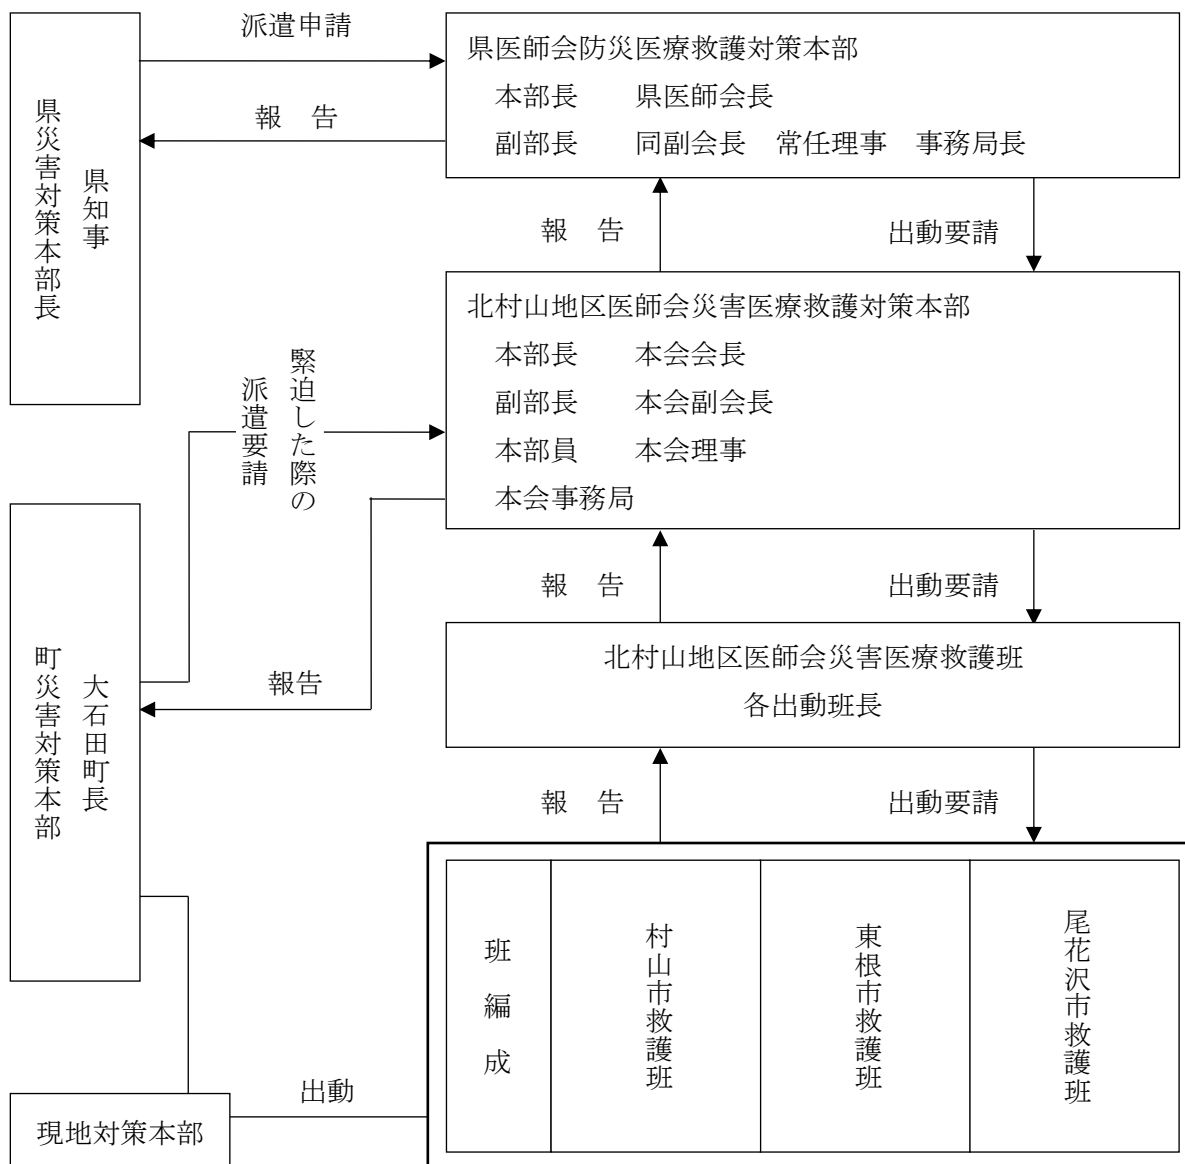 派遣申請
報　告
県知事
県災害対策本部長
県医師会防災医療救護対策本部
本部長　　県医師会長
副部長　　同副会長　常任理事　事務局長
報　告
出動要請
北村山地区医師会災害医療救護対策本部
本部長　　本会会長
副部長　　本会副会長
本部員　　本会理事
本会事務局
緊迫した際の
派遣要請
報告
大石田町長
町災害対策本部
報　告
出動要請
北村山地区医師会災害医療救護班
各出動班長
報　告
出動要請
班編成
村山市救護班
東根市救護班
尾花沢市救護班
出動
現地対策本部